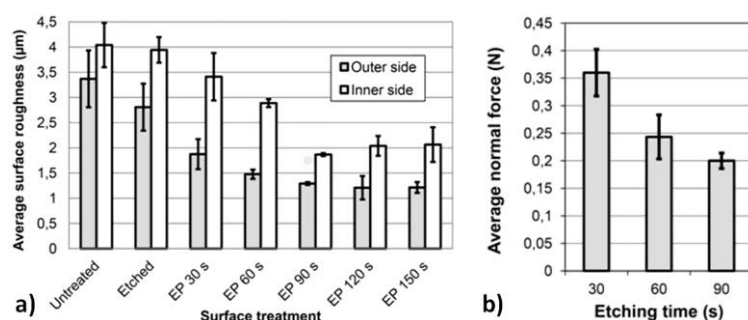 Average surface roughness (µm)
4,5
4
3,5
3
2,5
2
1,5
1
0,5
0
Outer side
Inner side
Untreated
Etched
EP 30 s
EP 60 s
EP 90 s
EP 120 s
EP 150 s
Surface treatment
a)
Average normal force (N)
0,45
0,4
0,35
0,3
0,25
0,2
0,15
0,1
0,05
0
30
60
90
Etching time (s)
b)